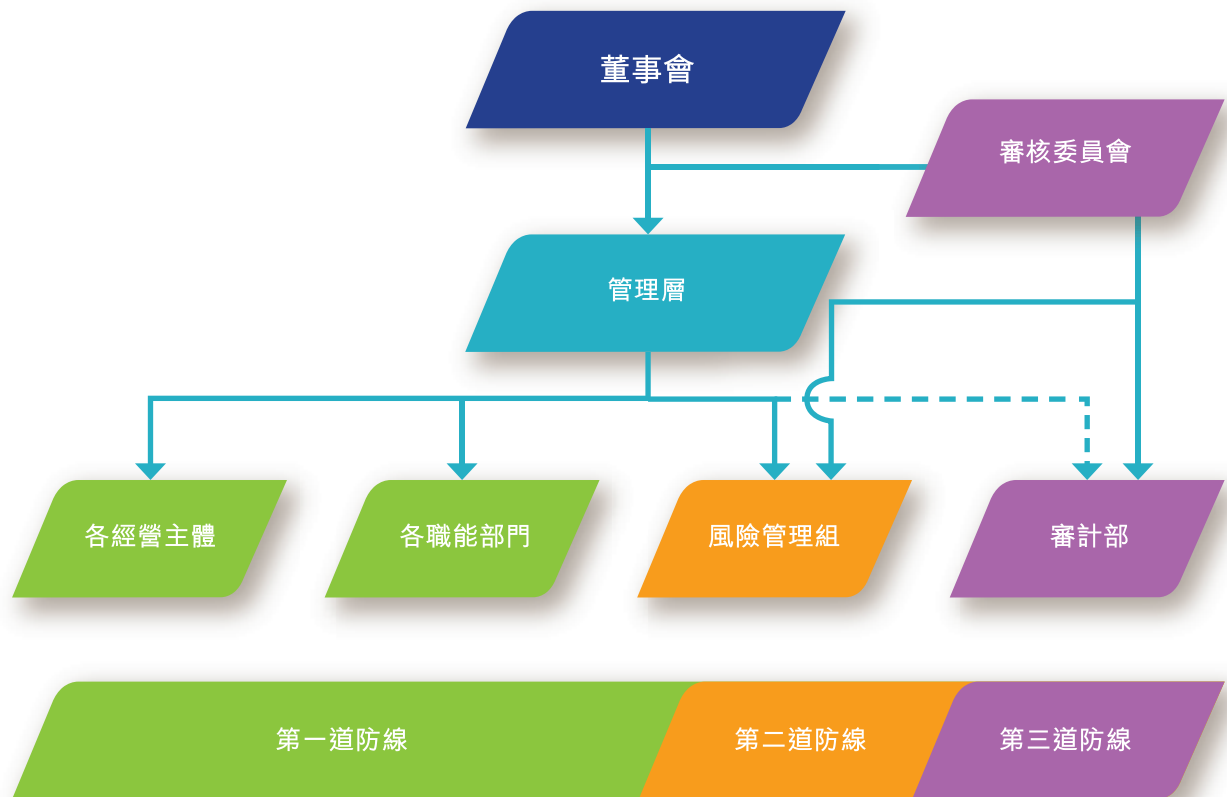 董事會
審核委員會
管理層
各經營主體
各職能部門
風險管理組
審計部
第一道防線
第二道防線
第三道防線